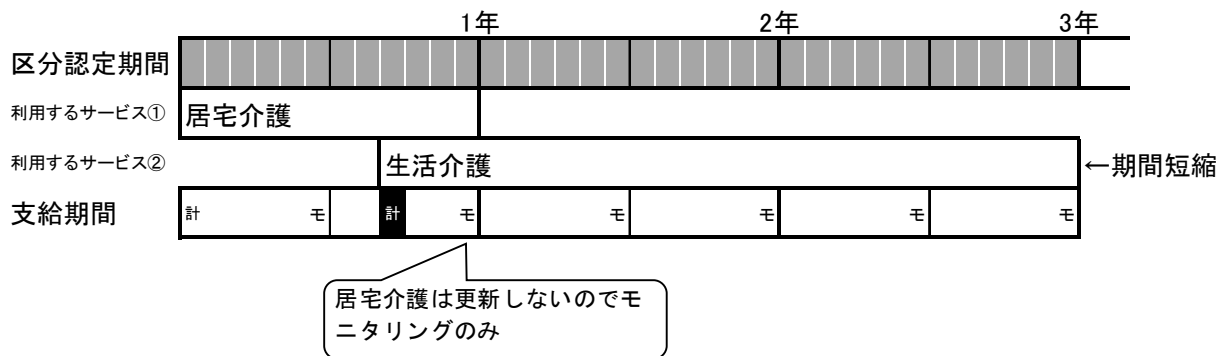 1年 2年 3年
区分認定期間
利用するサービス① 居宅介護
利用するサービス② 生活介護 ←期間短縮
支給期間 計 モ 計 モ モ モ モ モ
居宅介護は更新しないのでモ
ニタリングのみ